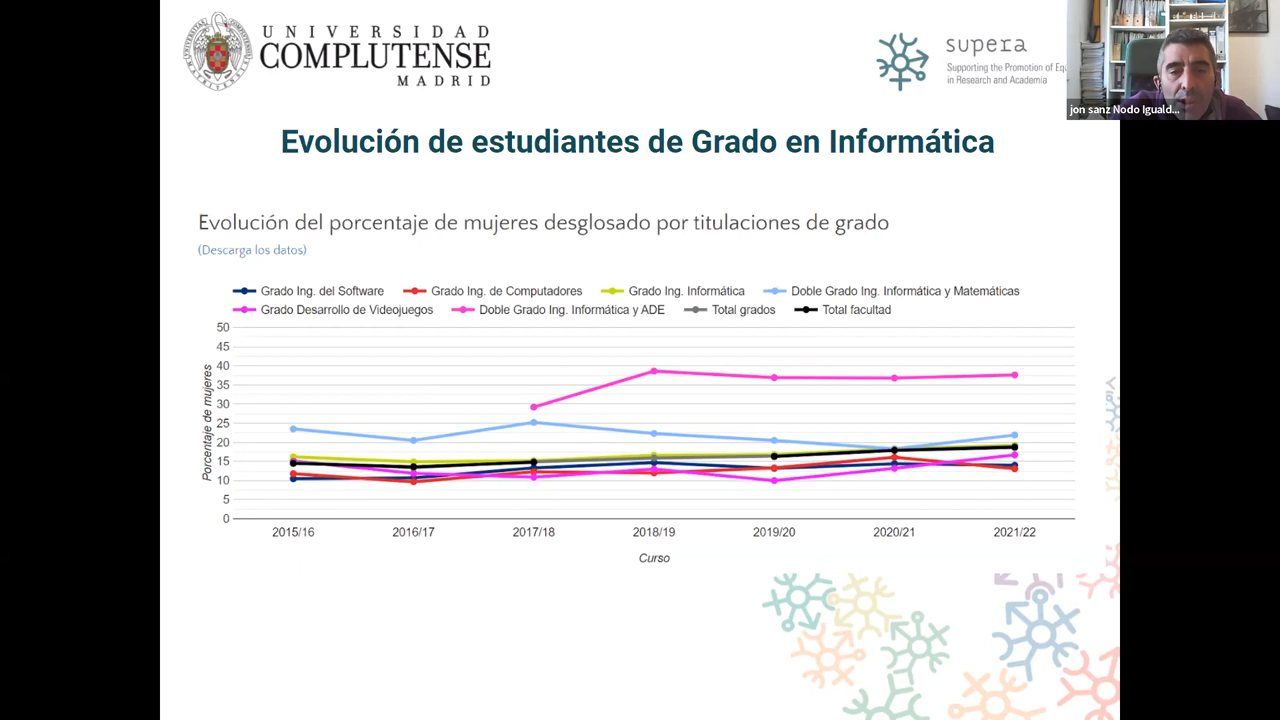 UNIVERSIDAD
COMPLUTENSE
MADRID
supera
Supporting the Promotion of
in Research and Academia
jon sanz Nodo Iguald...
Evolución de estudiantes de Grado en Informática
Evolución del porcentaje de mujeres desglosado por titulaciones de grado
(Descarga los datos)
Grado Ing. del Software Grado Ing. de Computadores Grado Ing. Informática Doble Grado Ing. Informática y Matemáticas
Grado Desarrollo de Videojuegos Doble Grado Ing. Informática y ADE Total grados Total facultad
Porcentaje de mujeres
50
45
40
35
30
25
20
15
10
5
0
2015/16 2016/17 2017/18 2018/19 2019/20 2020/21 2021/22
Curso